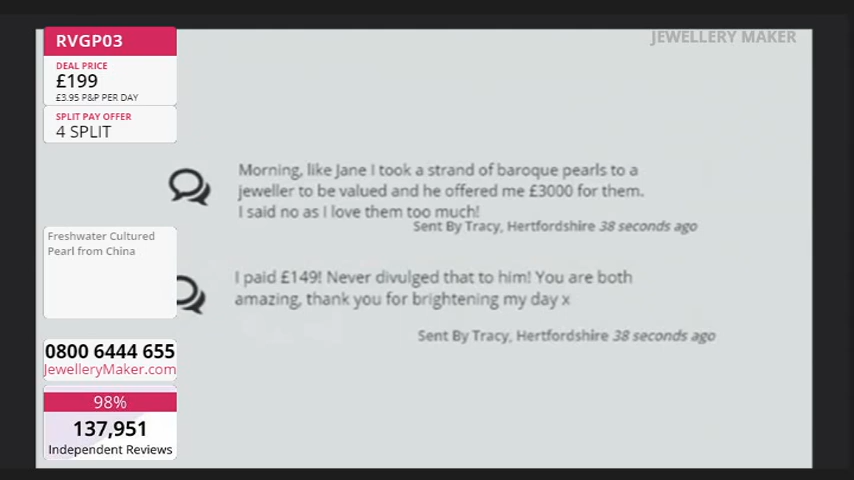 RVGP03
DEAL PRICE
£199
£3.95 P&P PER DAY
SPLIT PAY OFFER
4 SPLIT
Freshwater Cultured
Pearl from China
0800 6444 655
JewelleryMaker.com
98%
137,951
Independent Reviews
JEWELLERY MAKER
Morning, like Jane I took a strand of baroque pearls to a
jeweller to be valued and he offered me £3000 for them.
I said no as I love them too much!
Sent By Tracy, Hertfordshire 38 seconds ago
I paid £149! Never divulged that to him! You are both
amazing, thank you for brightening my day x
Sent By Tracy, Hertfordshire 38 seconds ago